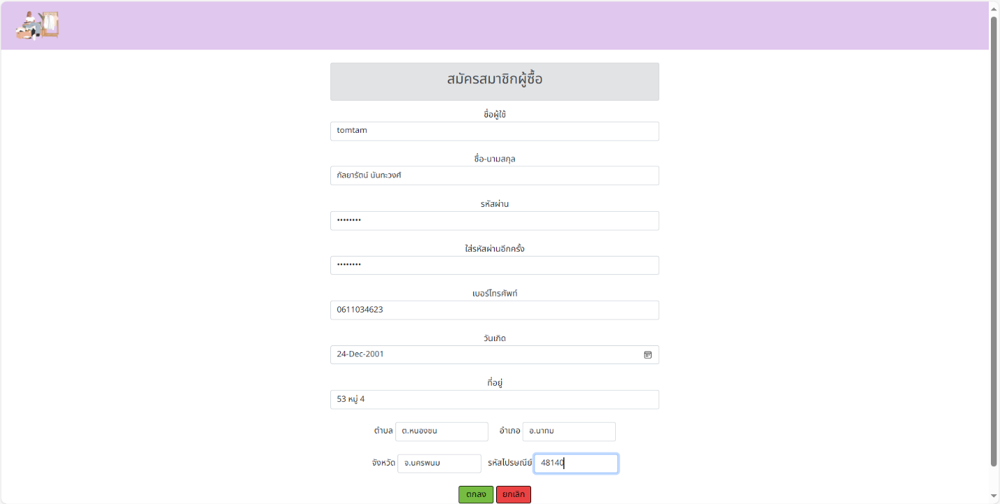 สมัครสมาชิกผู้ซื้อ
ชื่อผู้ใช้
tomtam
ชื่อ-นามสกุล
กัลยารัตน์ นันทะวงศ์
รหัสผ่าน
••••••••
ใส่รหัสผ่านอีกครั้ง
••••••••
เบอร์โทรศัพท์
0611034623
วันเกิด
24-Dec-2001
ที่อยู่
53 หมู่ 4
ตำบล ต.หนองซน อำเภอ อ.นาทม
จังหวัด จ.นครพนม รหัสไปรษณีย์ 48140
ตกลง ยกเลิก